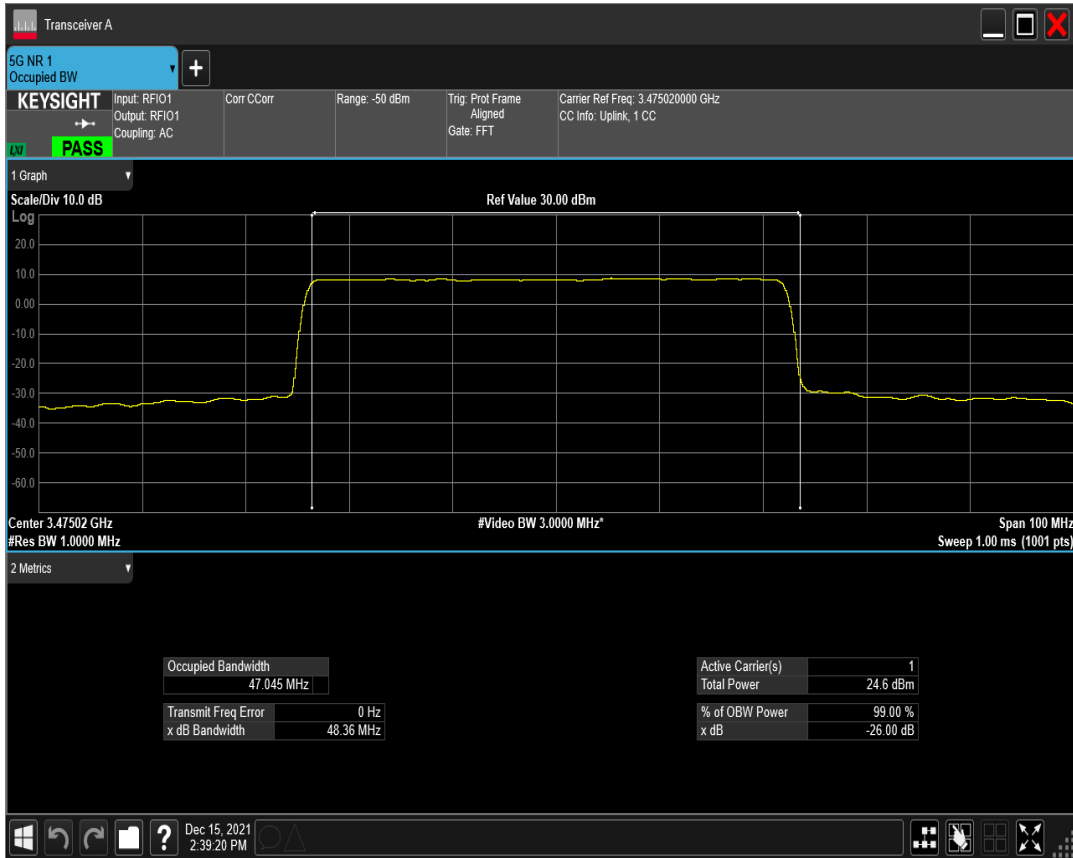 Transceiver A
5G NR 1
Occupied BW
+
KEYSIGHT
LXI
PASS
Input: RFIO1
Output: RFIO1
Coupling: AC
Corr CCorr
Range: -50 dBm
Trig: Prot Frame
Aligned
Gate: FFT
Carrier Ref Freq: 3.475020000 GHz
CC Info: Uplink, 1 CC
1 Graph
Scale/Div 10.0 dB
Ref Value 30.00 dBm
Log
20.0
10.0
0.00
-10.0
-20.0
-30.0
-40.0
-50.0
-60.0
Center 3.47502 GHz
#Video BW 3.0000 MHz*
Span 100 MHz
#Res BW 1.0000 MHz
Sweep 1.00 ms (1001 pts)
2 Metrics
Occupied Bandwidth
47.045 MHz
Transmit Freq Error 0 Hz
x dB Bandwidth 48.36 MHz
Active Carrier(s) 1
Total Power 24.6 dBm
% of OBW Power 99.00 %
x dB -26.00 dB
?
Dec 15, 2021
2:39:20 PM